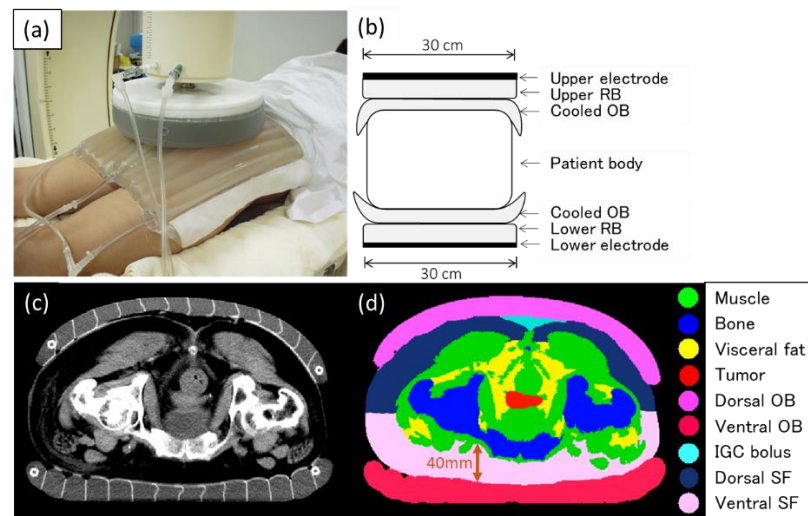 (a)
(b)
30 cm
Upper electrode
Upper RB
Cooled OB
Patient body
Cooled OB
Lower RB
Lower electrode
30 cm
(c)
(d)
40mm
Muscle
Bone
Visceral fat
Tumor
Dorsal OB
Ventral OB
IGC bolus
Dorsal SF
Ventral SF